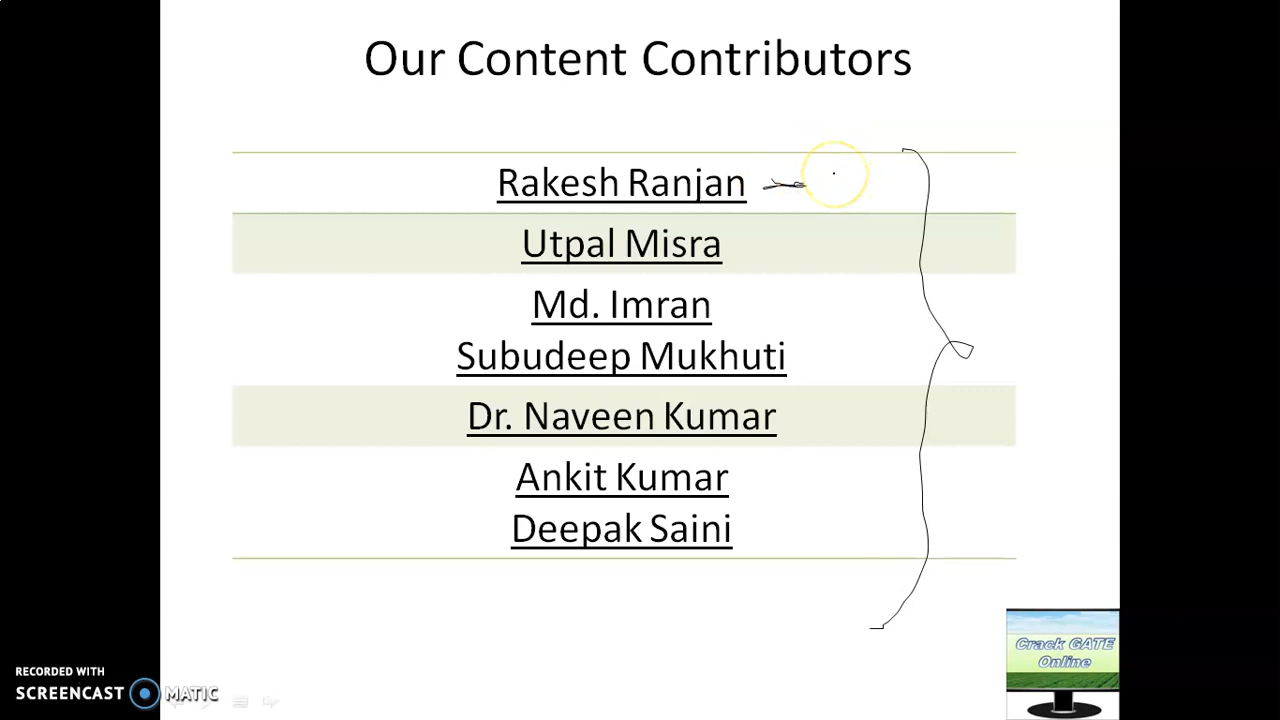 Our Content Contributors
Rakesh Ranjan
Utpal Misra
Md. Imran
Subudeep Mukhuti
Dr. Naveen Kumar
Ankit Kumar
Deepak Saini
Crack GATE
Online
RECORDED WITH
SCREENCAST MATIC